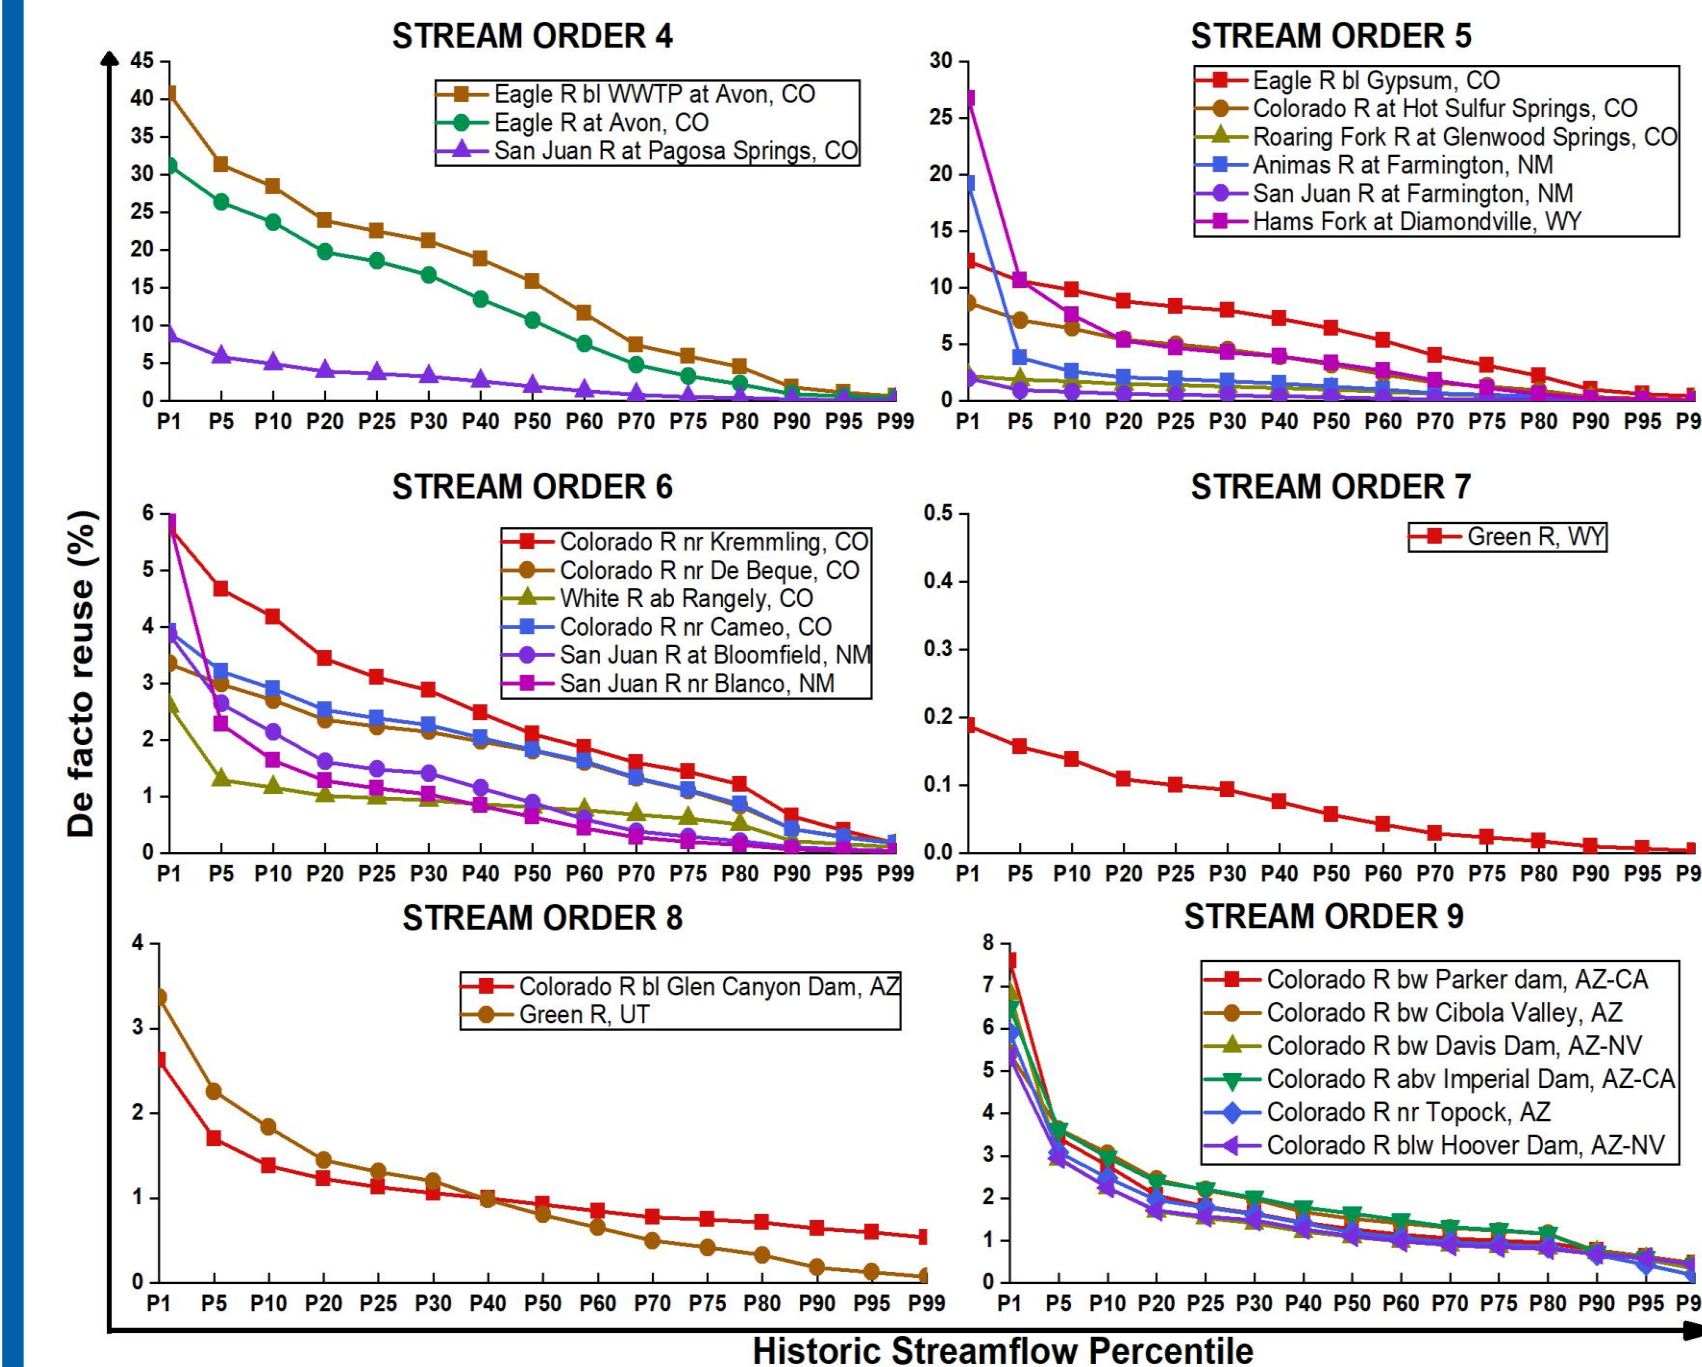 STREAM ORDER 4
45
40
35
30
25
20
15
10
5
0
Eagle R bl WWTP at Avon, CO
Eagle R at Avon, CO
San Juan R at Pagosa Springs, CO
P1 P5 P10 P20 P25 P30 P40 P50 P60 P70 P75 P80 P90 P95 P99
STREAM ORDER 5
30
25
20
15
10
5
0
Eagle R bl Gypsum, CO
Colorado R at Hot Sulfur Springs, CO
Roaring Fork R at Glenwood Springs, CO
Animas R at Farmington, NM
San Juan R at Farmington, NM
Hams Fork at Diamondville, WY
P1 P5 P10 P20 P25 P30 P40 P50 P60 P70 P75 P80 P90 P95 P9
De facto reuse (%)
STREAM ORDER 6
6
5
4
3
2
1
0
Colorado R nr Kremmling, CO
Colorado R nr De Beque, CO
White R ab Rangely, CO
Colorado R nr Cameo, CO
San Juan R at Bloomfield, NM
San Juan R nr Blanco, NM
P1 P5 P10 P20 P25 P30 P40 P50 P60 P70 P75 P80 P90 P95 P99
STREAM ORDER 7
0.5
0.4
0.3
0.2
0.1
0.0
Green R, WY
P1 P5 P10 P20 P25 P30 P40 P50 P60 P70 P75 P80 P90 P95 P9
STREAM ORDER 8
4
3
2
1
0
Colorado R bl Glen Canyon Dam, AZ
Green R, UT
P1 P5 P10 P20 P25 P30 P40 P50 P60 P70 P75 P80 P90 P95 P99
STREAM ORDER 9
8
7
6
5
4
3
2
1
0
Colorado R bw Parker dam, AZ-CA
Colorado R bw Cibola Valley, AZ
Colorado R bw Davis Dam, AZ-NV
Colorado R abv Imperial Dam, AZ-CA
Colorado R nr Topock, AZ
Colorado R blw Hoover Dam, AZ-NV
P1 P5 P10 P20 P25 P30 P40 P50 P60 P70 P75 P80 P90 P95 P9
Historic Streamflow Percentile